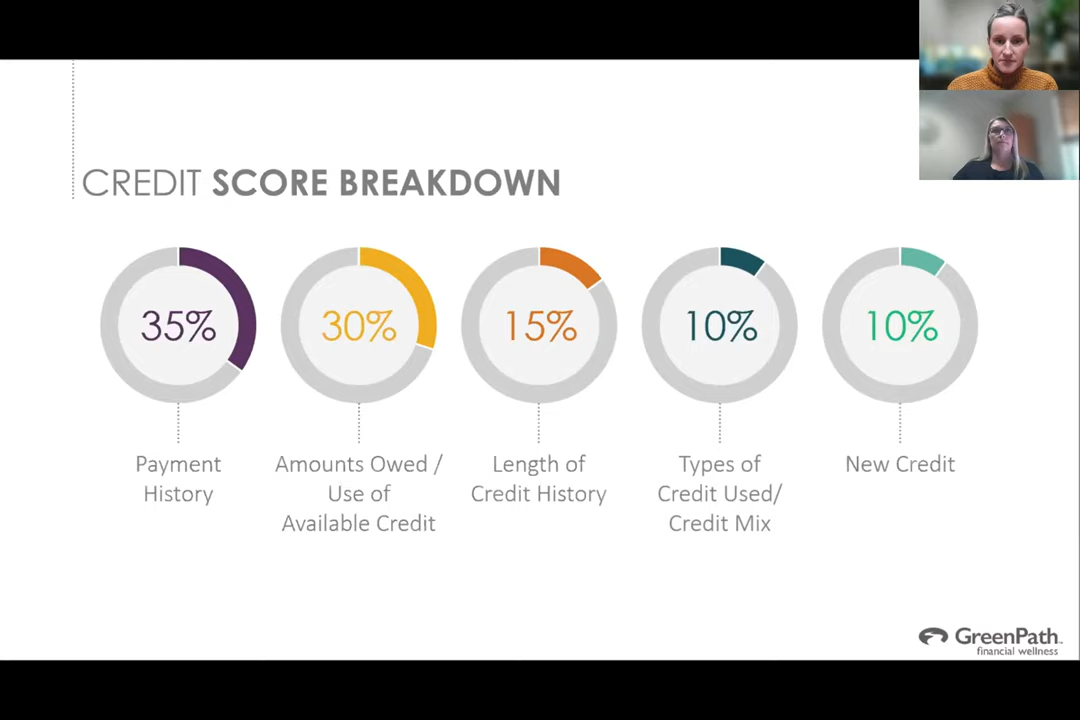 CREDIT SCORE BREAKDOWN
35%
30%
15%
10%
10%
Payment
History
Amounts Owed /
Use of
Available Credit
Length of
Credit History
Types of
Credit Used/
Credit Mix
New Credit
GreenPath™
financial wellness